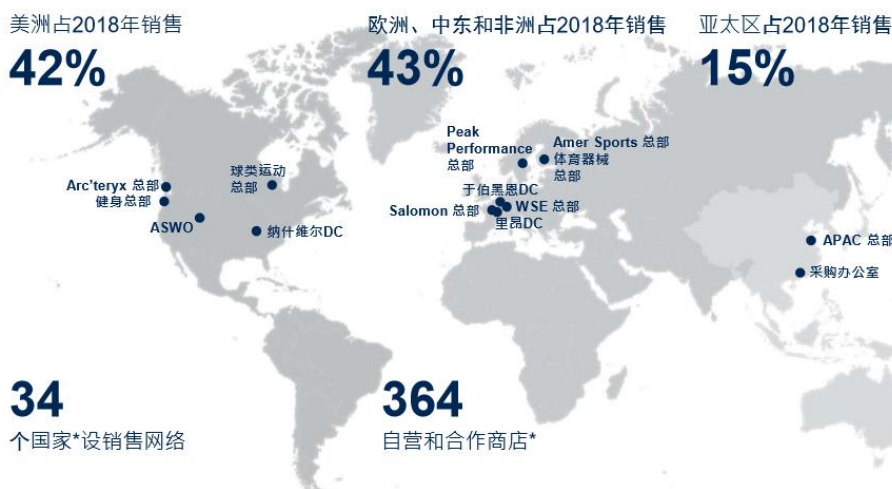 美洲占2018年销售
42%
欧洲、中东和非洲占2018年销售
43%
亚太区占2018年销售
15%
Peak
Performance
总部
Amer Sports 总部
体育器械
总部
Arc'teryx 总部
健身总部
球类运动
总部
ASWO
纳什维尔DC
于伯黑恩DC
Salomon 总部
WSE 总部
里昂DC
APAC 总部
采购办公室
34
个国家*设销售网络
364
自营和合作商店*